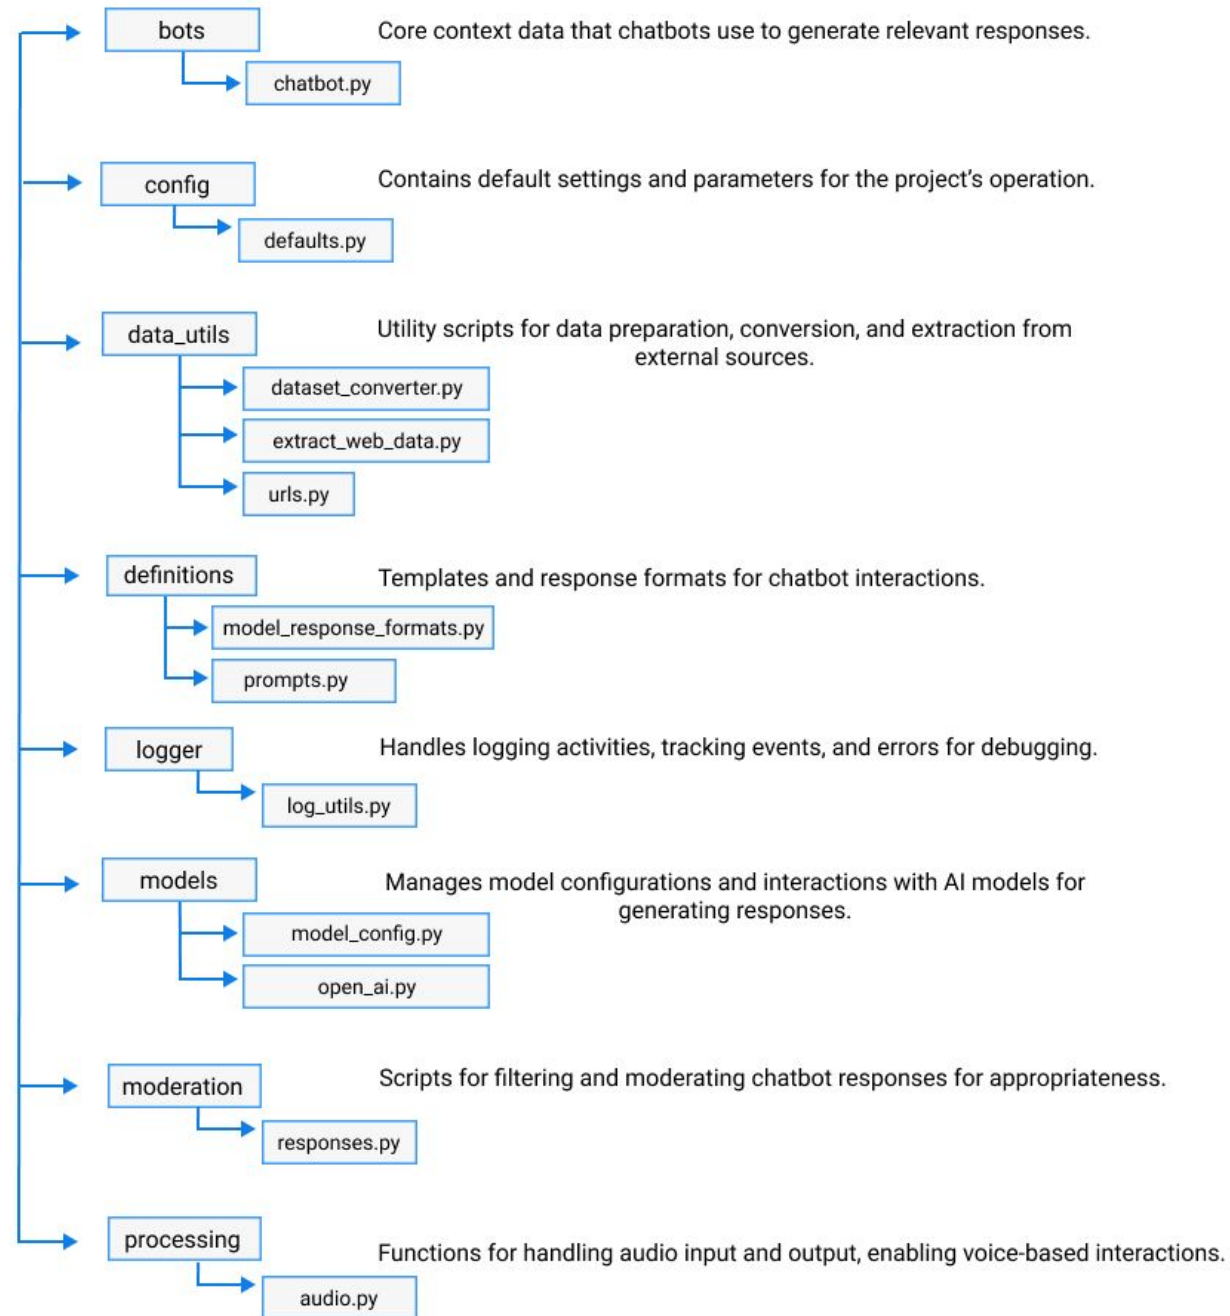 bots
Core context data that chatbots use to generate relevant responses.
chatbot.py
config
Contains default settings and parameters for the project’s operation.
defaults.py
data_utils
Utility scripts for data preparation, conversion, and extraction from
external sources.
dataset_converter.py
extract_web_data.py
urls.py
definitions
Templates and response formats for chatbot interactions.
model_response_formats.py
prompts.py
logger
Handles logging activities, tracking events, and errors for debugging.
log_utils.py
models
Manages model configurations and interactions with AI models for
generating responses.
model_config.py
open_ai.py
moderation
Scripts for filtering and moderating chatbot responses for appropriateness.
responses.py
processing
Functions for handling audio input and output, enabling voice-based interactions.
audio.py